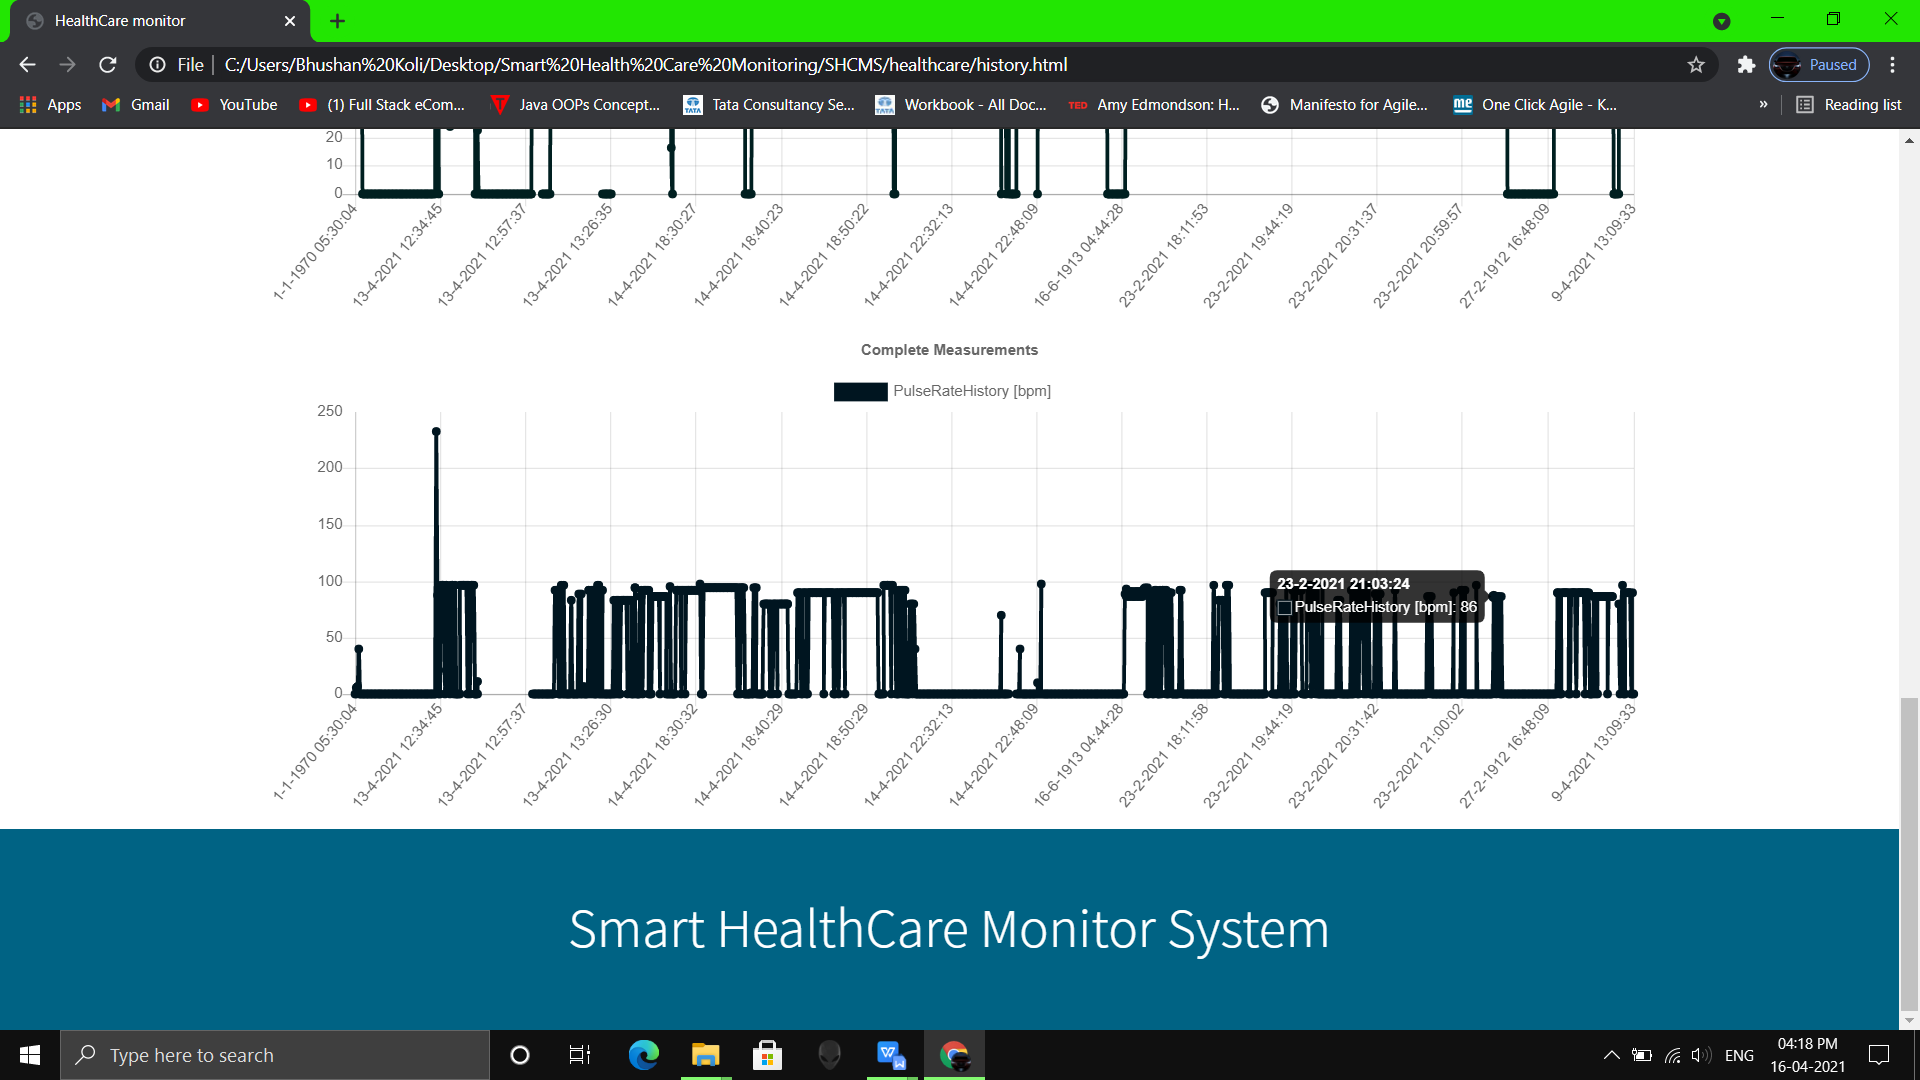 HealthCare monitor
File
C:/Users/Bhushan%20Koli/Desktop/Smart%20Health%20Care%20Monitoring/SHCMS/healthcare/history.html
Paused
Apps
Gmail
YouTube
(1) Full Stack eCom...
Java OOPs Concept...
TATA
Tata Consultancy Se...
TATA
Workbook - All Doc...
TED
Amy Edmondson: H...
Manifesto for Agile...
me
One Click Agile - K...
»
Reading list
20
10
0
1-1-1970 05:30:04
13-4-2021 12:34:45
13-4-2021 12:57:37
13-4-2021 13:26:35
14-4-2021 18:30:27
14-4-2021 18:40:23
14-4-2021 18:50:22
14-4-2021 22:32:13
14-4-2021 22:48:09
16-6-1913 04:44:28
23-2-2021 18:11:53
23-2-2021 19:44:19
23-2-2021 20:31:37
23-2-2021 20:59:57
27-2-1912 16:48:09
9-4-2021 13:09:33
Complete Measurements
PulseRateHistory [bpm]
250
200
150
100
50
0
23-2-2021 21:03:24
PulseRateHistory [bpm]: 86
1-1-1970 05:30:04
13-4-2021 12:34:45
13-4-2021 12:57:37
13-4-2021 13:26:30
14-4-2021 18:30:32
14-4-2021 18:40:29
14-4-2021 18:50:29
14-4-2021 22:32:13
14-4-2021 22:48:09
16-6-1913 04:44:28
23-2-2021 18:11:58
23-2-2021 19:44:19
23-2-2021 20:31:42
23-2-2021 21:00:02
27-2-1912 16:48:09
9-4-2021 13:09:33
Smart HealthCare Monitor System
Type here to search
ENG
04:18 PM
16-04-2021